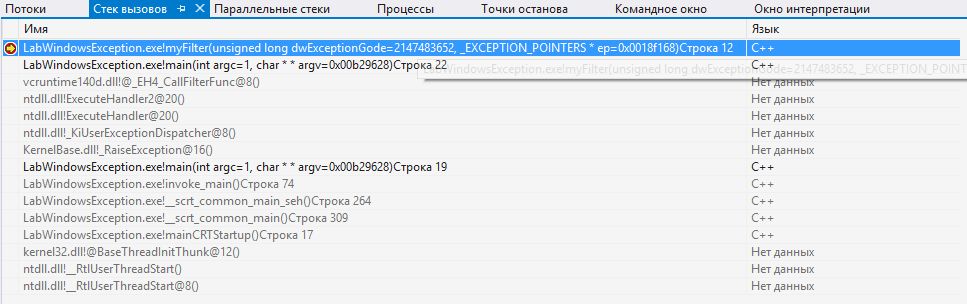 Потоки Стек вызовов Параллельные стеки Процессы Точки останова Командное окно Окно интерпретации
Имя Язык
LabWindowsException.exe!myFilter(unsigned long dwExceptionGode=2147483652, _EXCEPTION_POINTERS * ep=0x0018f168)Строка 12 C++
LabWindowsException.exe!main(int argc=1, char * * argv=0x00b29628)Строка 22 C++
LabWindowsException.exe!myFilter(unsigned long dwExceptionGode=2147483652, _EXCEPTION_POINT
vcruntime140d.dll!@_EH4_CallFilterFunc@8() Нет данных
ntdll.dll!ExecuteHandler2@20() Нет данных
ntdll.dll!ExecuteHandler@20() Нет данных
ntdll.dll!_KiUserExceptionDispatcher@8() Нет данных
KernelBase.dll!_RaiseException@16() Нет данных
LabWindowsException.exe!main(int argc=1, char * * argv=0x00b29628)Строка 19 C++
LabWindowsException.exe!invoke_main()Строка 74 C++
LabWindowsException.exe!__scrt_common_main_seh()Строка 264 C++
LabWindowsException.exe!__scrt_common_main()Строка 309 C++
LabWindowsException.exe!mainCRTStartup()Строка 17 C++
kernel32.dll!@BaseThreadInitThunk@12() Нет данных
ntdll.dll!__RtlUserThreadStart() Нет данных
ntdll.dll!__RtlUserThreadStart@8() Нет данных